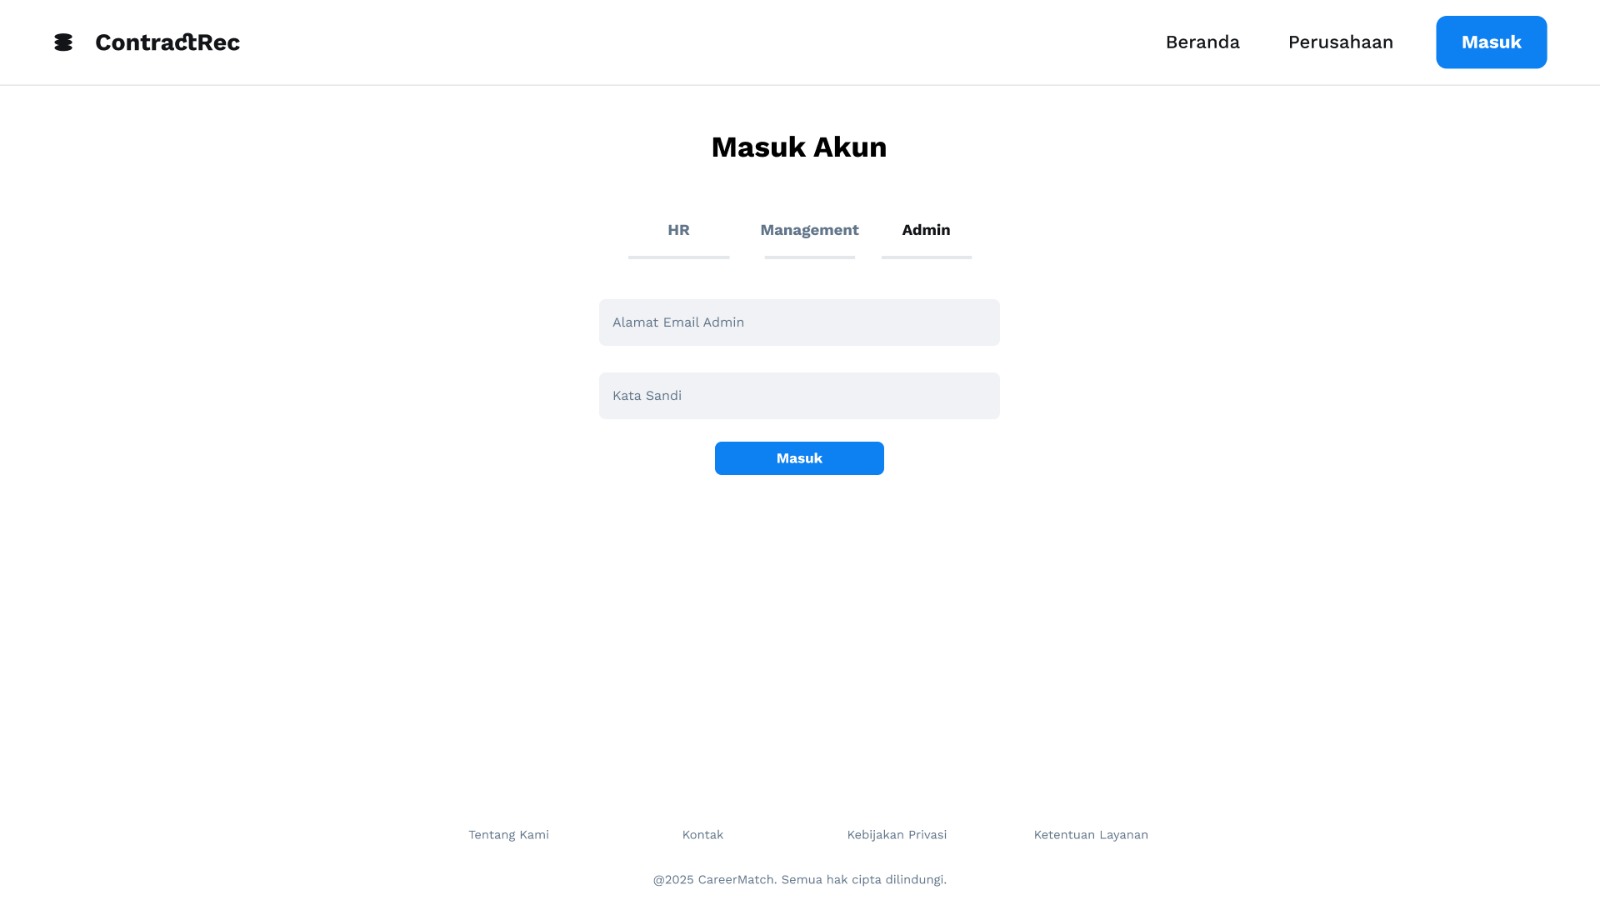 ContractRec
Beranda
Perusahaan
Masuk
Masuk Akun
HR
Management
Admin
Alamat Email Admin
Kata Sandi
Masuk
Tentang Kami
Kontak
Kebijakan Privasi
Ketentuan Layanan
@2025 CareerMatch. Semua hak cipta dilindungi.